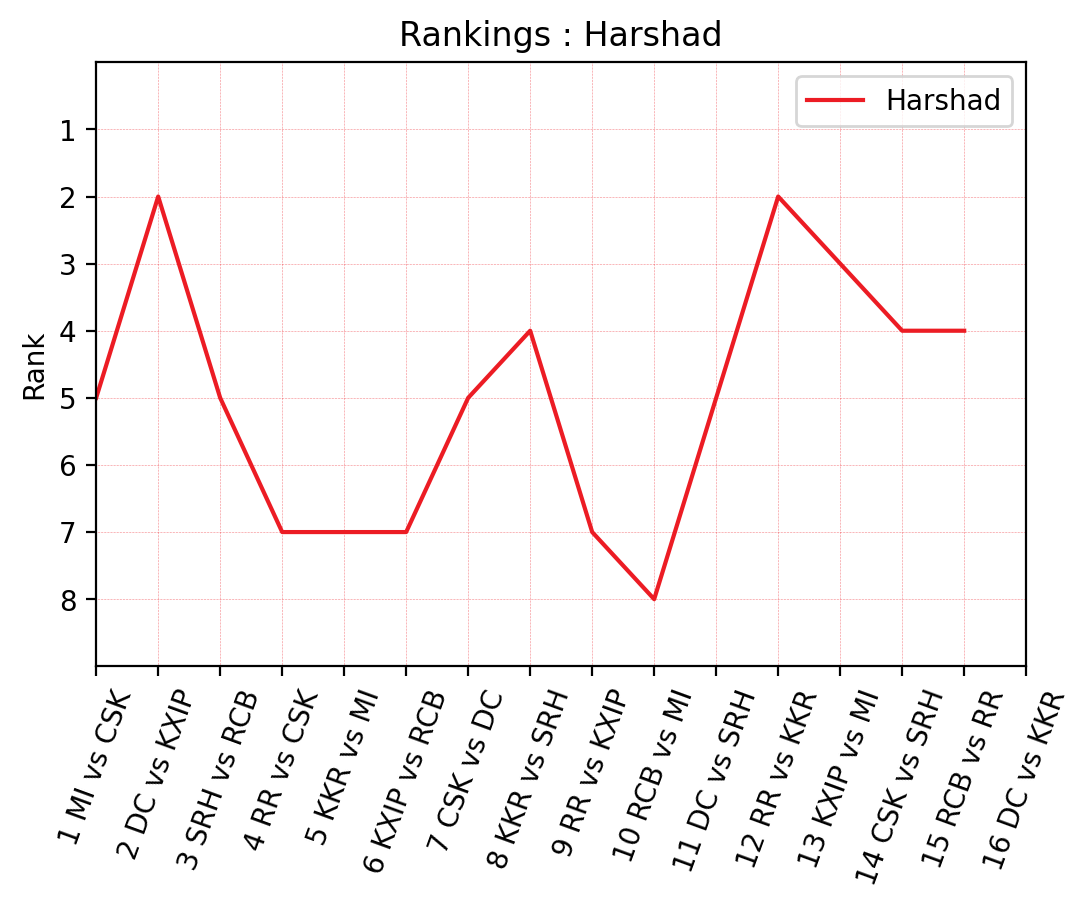 Rankings : Harshad
Harshad
Rank
1
2
3
4
5
6
7
8
1 MI vs CSK
2 DC vs KXIP
3 SRH vs RCB
4 RR vs CSK
5 KKR vs MI
6 KXIP vs RCB
7 CSK vs DC
8 KKR vs SRH
9 RR vs KXIP
10 RCB vs MI
11 DC vs SRH
12 RR vs KKR
13 KXIP vs MI
14 CSK vs SRH
15 RCB vs RR
16 DC vs KKR